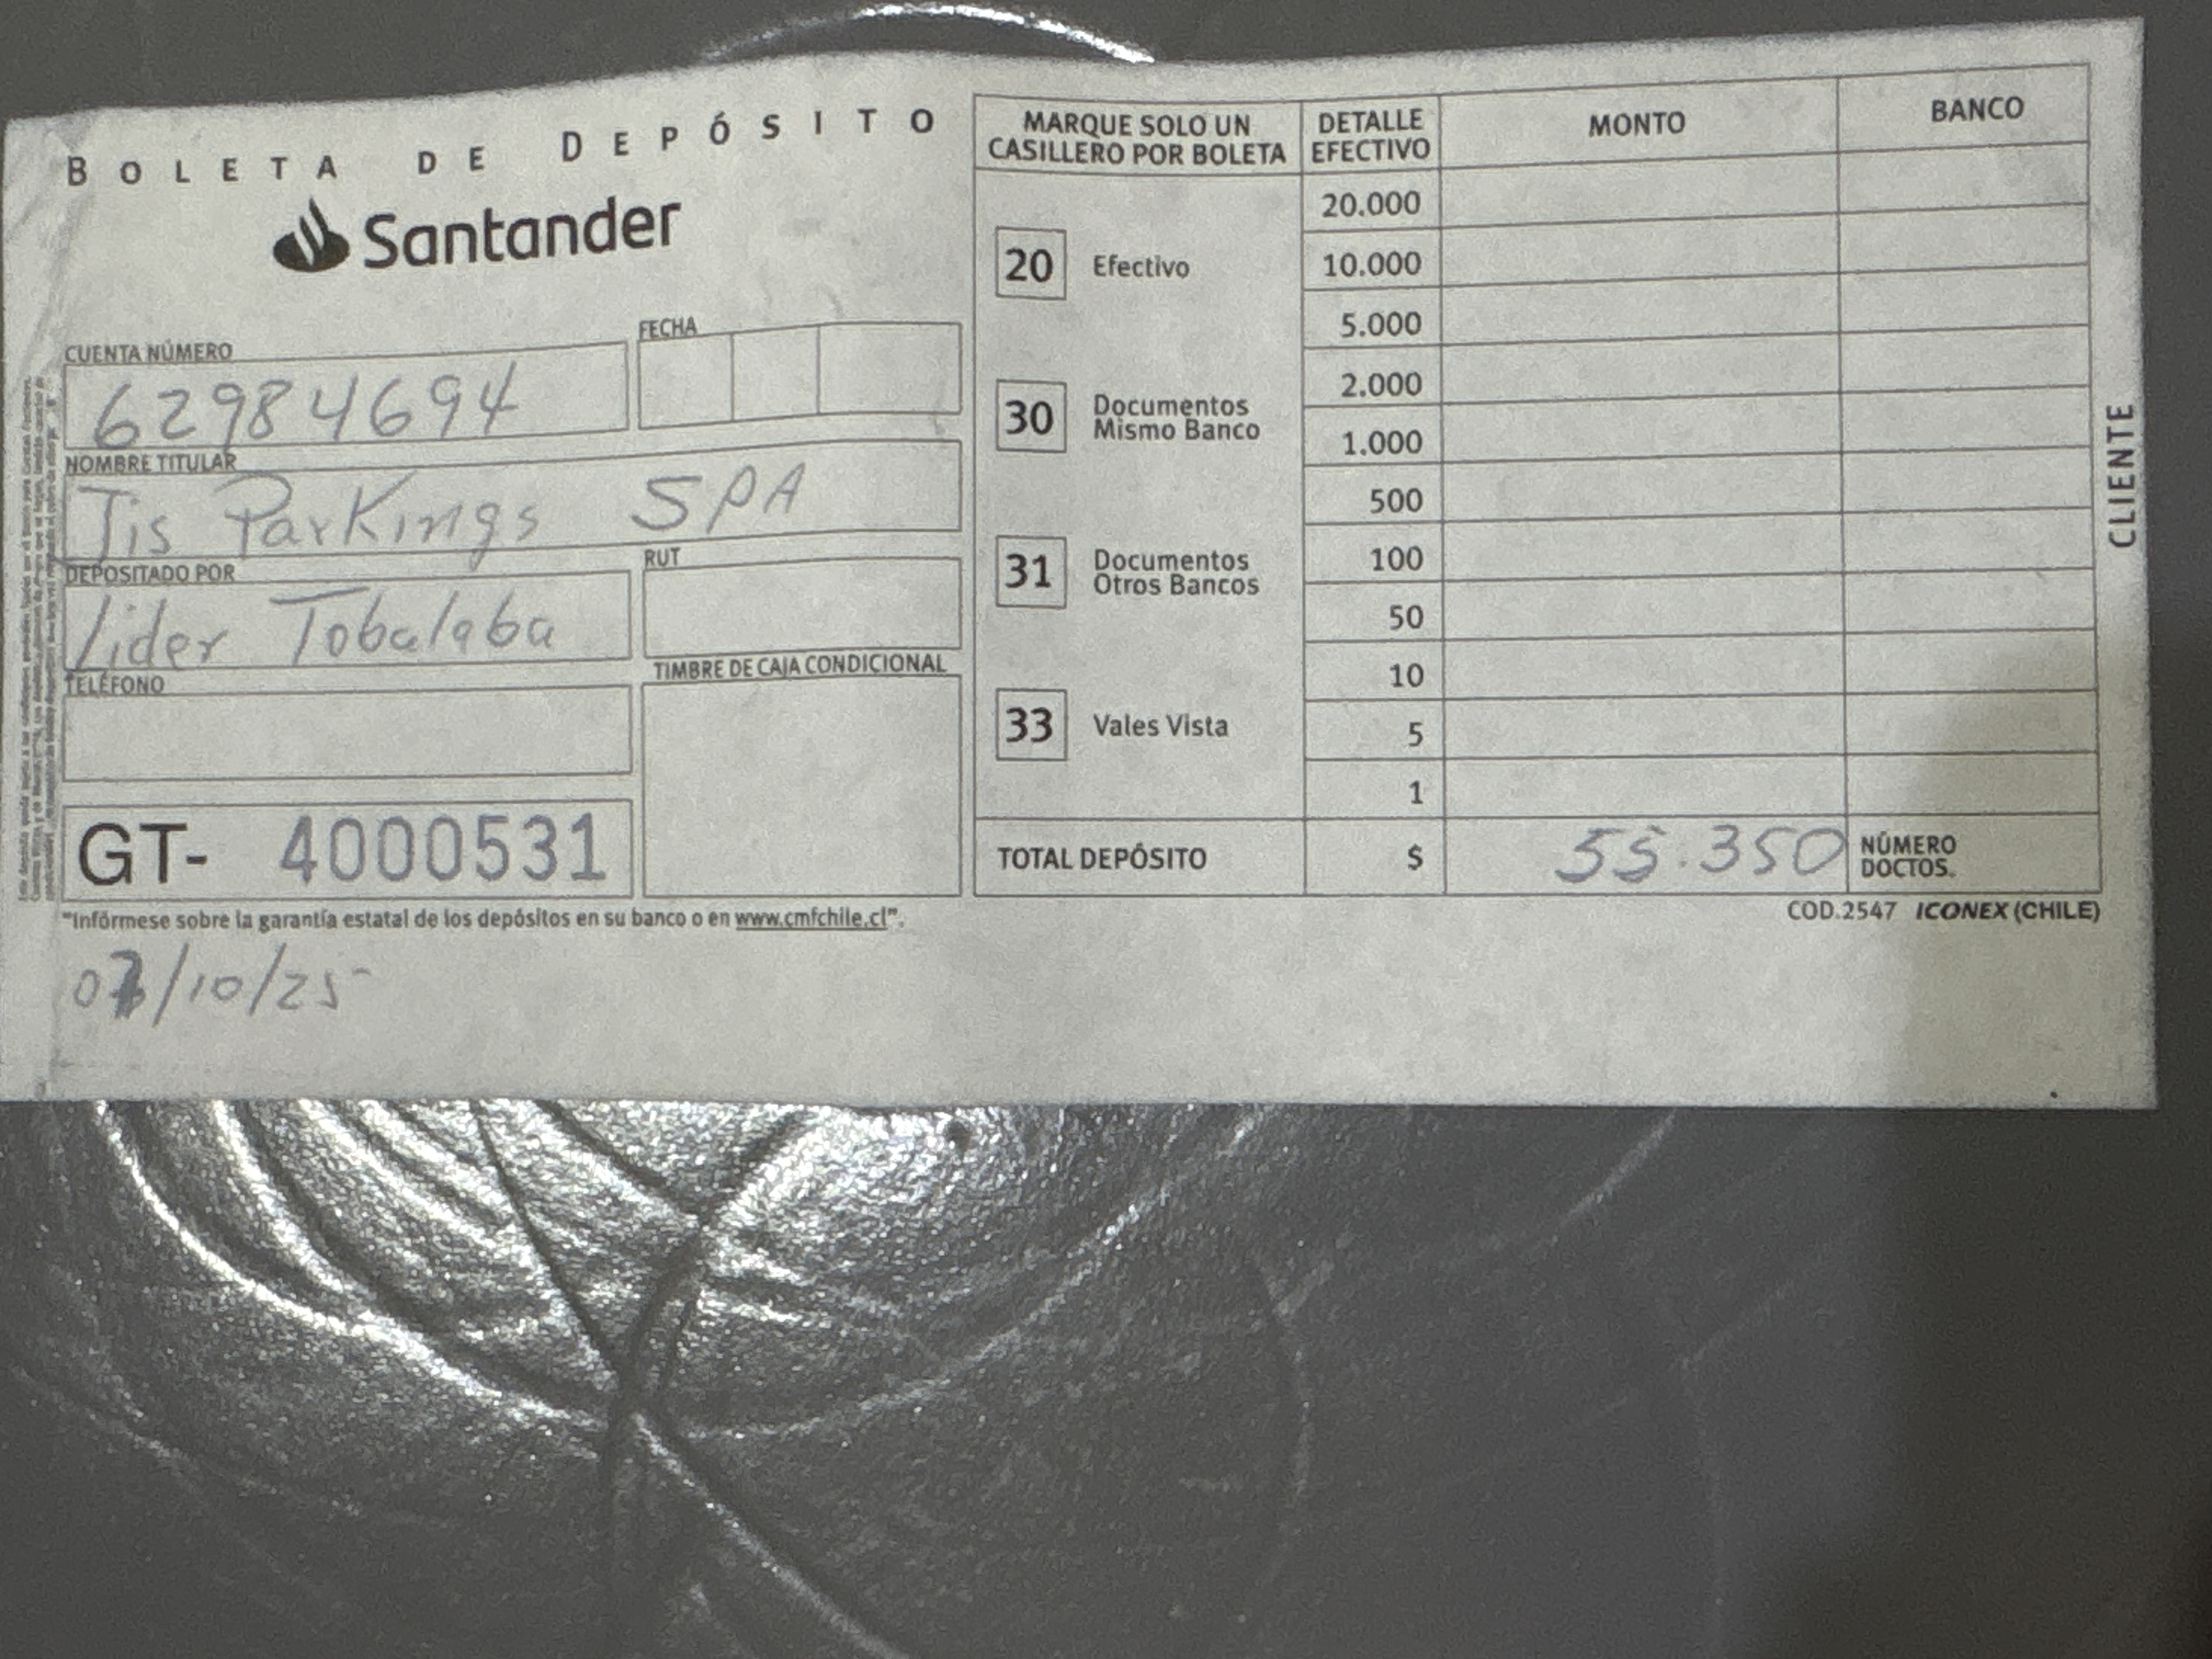 BOLETA DE DEPÓSITO
Santander
CUENTA NÚMERO
62984694
FECHA
NOMBRE TITULAR
Jis Parkings SPA
DEPOSITADO POR
Lider Tobalaba
RUT
TELÉFONO
TIMBRE DE CAJA CONDICIONAL
GT- 4000531
"Infórmese sobre la garantía estatal de los depósitos en su banco o en www.cmfchile.cl".
/10/25
MARQUE SOLO UN
CASILLERO POR BOLETA
20 Efectivo
30 Documentos
Mismo Banco
31 Documentos
Otros Bancos
33 Vales Vista
DETALLE
EFECTIVO
MONTO
BANCO
20.000
10.000
5.000
2.000
1.000
500
100
50
10
5
1
TOTAL DEPÓSITO $ 55.350
NÚMERO
DOCTOS.
COD.2547 ICONEX (CHILE)
CLIENTE